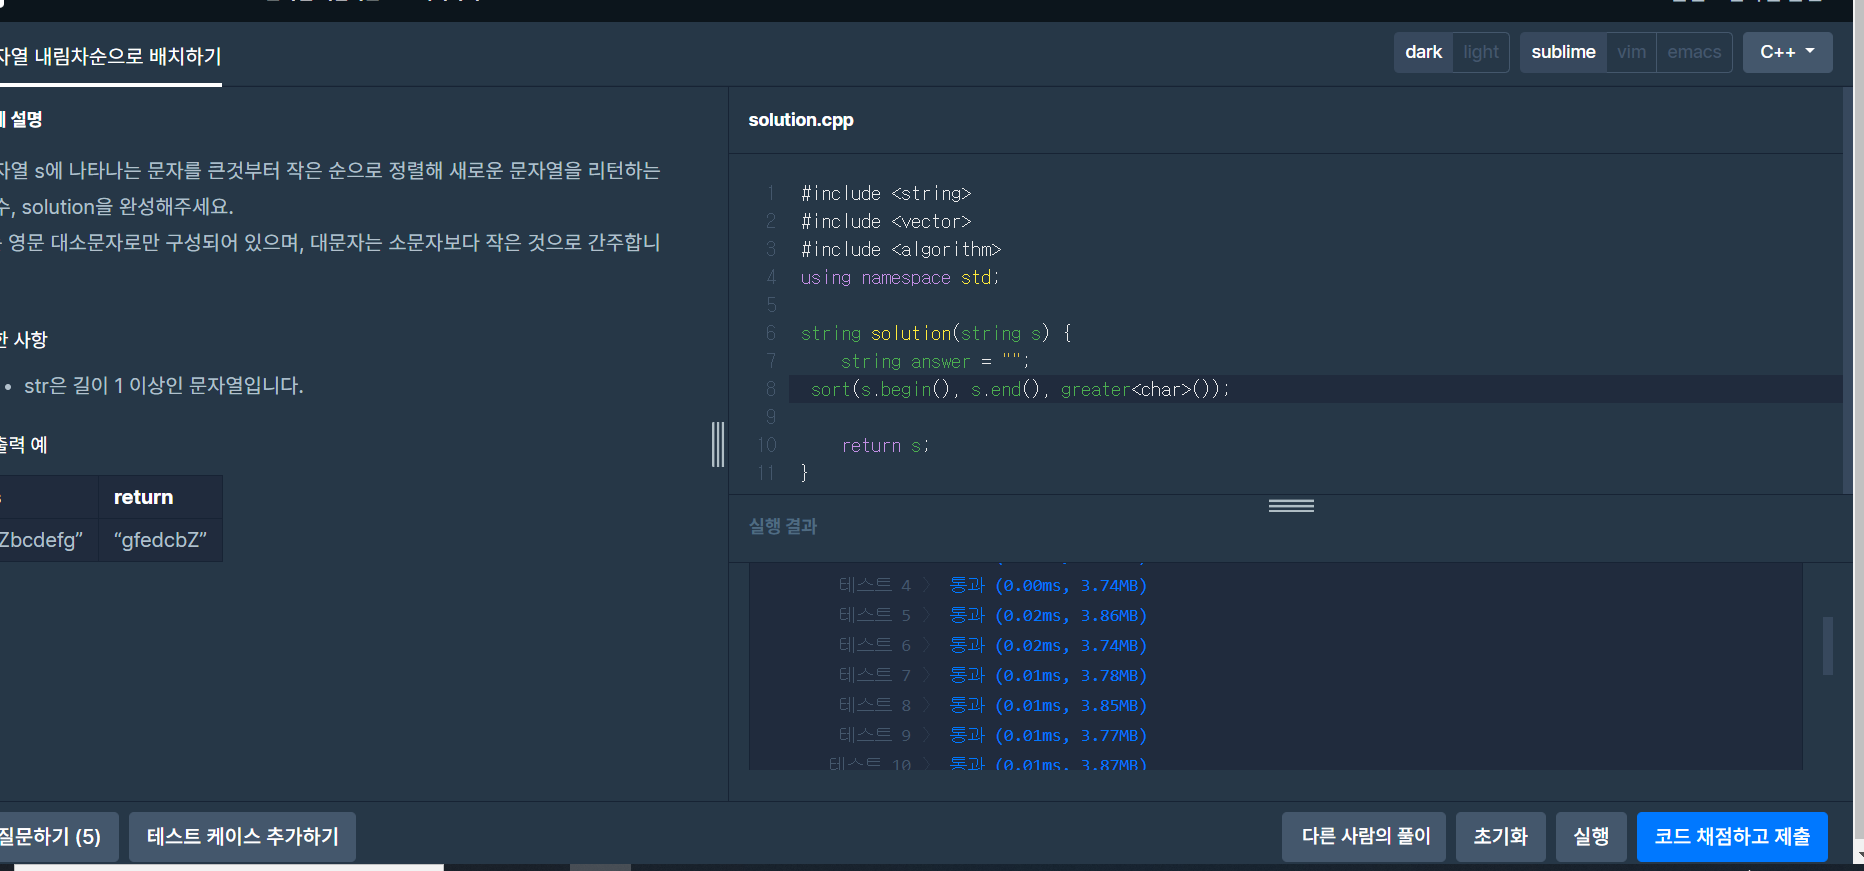 자열 내림차순으로 배치하기
dark light sublime vim emacs C++
설명
자열 s에 나타나는 문자를 큰것부터 작은 순으로 정렬해 새로운 문자열을 리턴하는
수, solution을 완성해주세요.
영문 대소문자로만 구성되어 있으며, 대문자는 소문자보다 작은 것으로 간주합니
한 사항
• str은 길이 1 이상인 문자열입니다.
출력 예
s return
Zbcdefg” “gfedcbZ”
solution.cpp
1 #include <string>
2 #include <vector>
3 #include <algorithm>
4 using namespace std;
5
6 string solution(string s) {
7 string answer = "";
8 sort(s.begin(), s.end(), greater<char>());
9
10 return s;
11 }
실행 결과
테스트 4 〉 통과 (0.00ms, 3.74MB)
테스트 5 〉 통과 (0.02ms, 3.86MB)
테스트 6 〉 통과 (0.02ms, 3.74MB)
테스트 7 〉 통과 (0.01ms, 3.78MB)
테스트 8 〉 통과 (0.01ms, 3.85MB)
테스트 9 〉 통과 (0.01ms, 3.77MB)
테스트 10 〉 통과 (0.01ms, 3.87MB)
질문하기 (5) 테스트 케이스 추가하기 다른 사람의 풀이 초기화 실행 코드 채점하고 제출